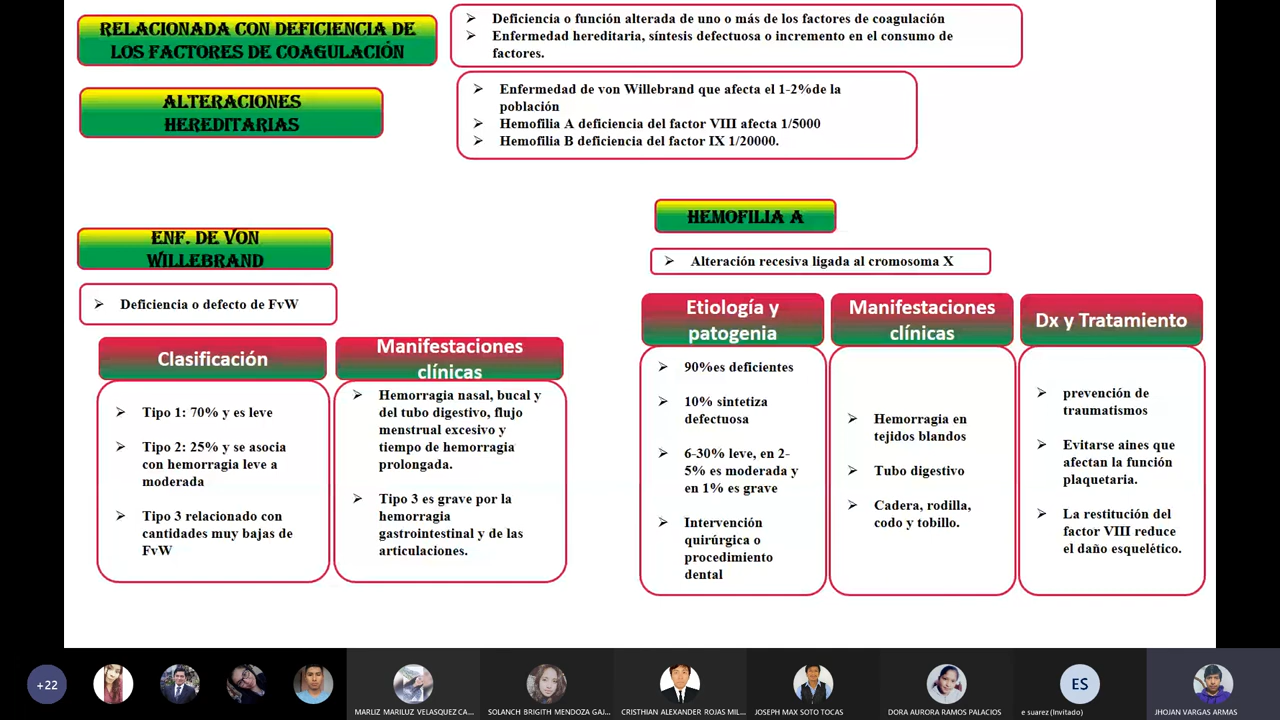 RELACIONADA CON DEFICIENCIA DE
LOS FACTORES DE COAGULACIÓN
Deficiencia o función alterada de uno o más de los factores de coagulación
Enfermedad hereditaria, síntesis defectuosa o incremento en el consumo de
factores.
ALTERACIONES
HEREDITARIAS
Enfermedad de von Willebrand que afecta el 1-2%de la
población
Hemofilia A deficiencia del factor VIII afecta 1/5000
Hemofilia B deficiencia del factor IX 1/20000.
ENF. DE VON
WILLEBRAND
Deficiencia o defecto de FvW
Clasificación
Tipo 1: 70% y es leve
Tipo 2: 25% y se asocia
con hemorragia leve a
moderada
Tipo 3 relacionado con
cantidades muy bajas de
FvW
Manifestaciones
clínicas
Hemorragia nasal, bucal y
del tubo digestivo, flujo
menstrual excesivo y
tiempo de hemorragia
prolongada.
Tipo 3 es grave por la
hemorragia
gastrointestinal y de las
articulaciones.
HEMOFILIA A
Alteración recesiva ligada al cromosoma X
Etiología y
patogenia
90%es deficientes
10% sintetiza
defectuosa
6-30% leve, en 2-
5% es moderada y
en 1% es grave
Intervención
quirúrgica o
procedimiento
dental
Manifestaciones
clínicas
Hemorragia en
tejidos blandos
Tubo digestivo
Cadera, rodilla,
codo y tobillo.
Dx y Tratamiento
prevención de
traumatismos
Evitarse aines que
afectan la función
plaquetaria.
La restitución del
factor VIII reduce
el daño esquelético.
+22
MARLIZ MARILUZ VELASQUEZ CA...
SOLANCH BRIGITH MENDOZA GAJ...
CRISTHIAN ALEXANDER ROJAS MIL...
JOSEPH MAX SOTO TOCAS
DORA AURORA RAMOS PALACIOS
ES
e suarez (Invitado)
JHOJAN VARGAS ARMAS